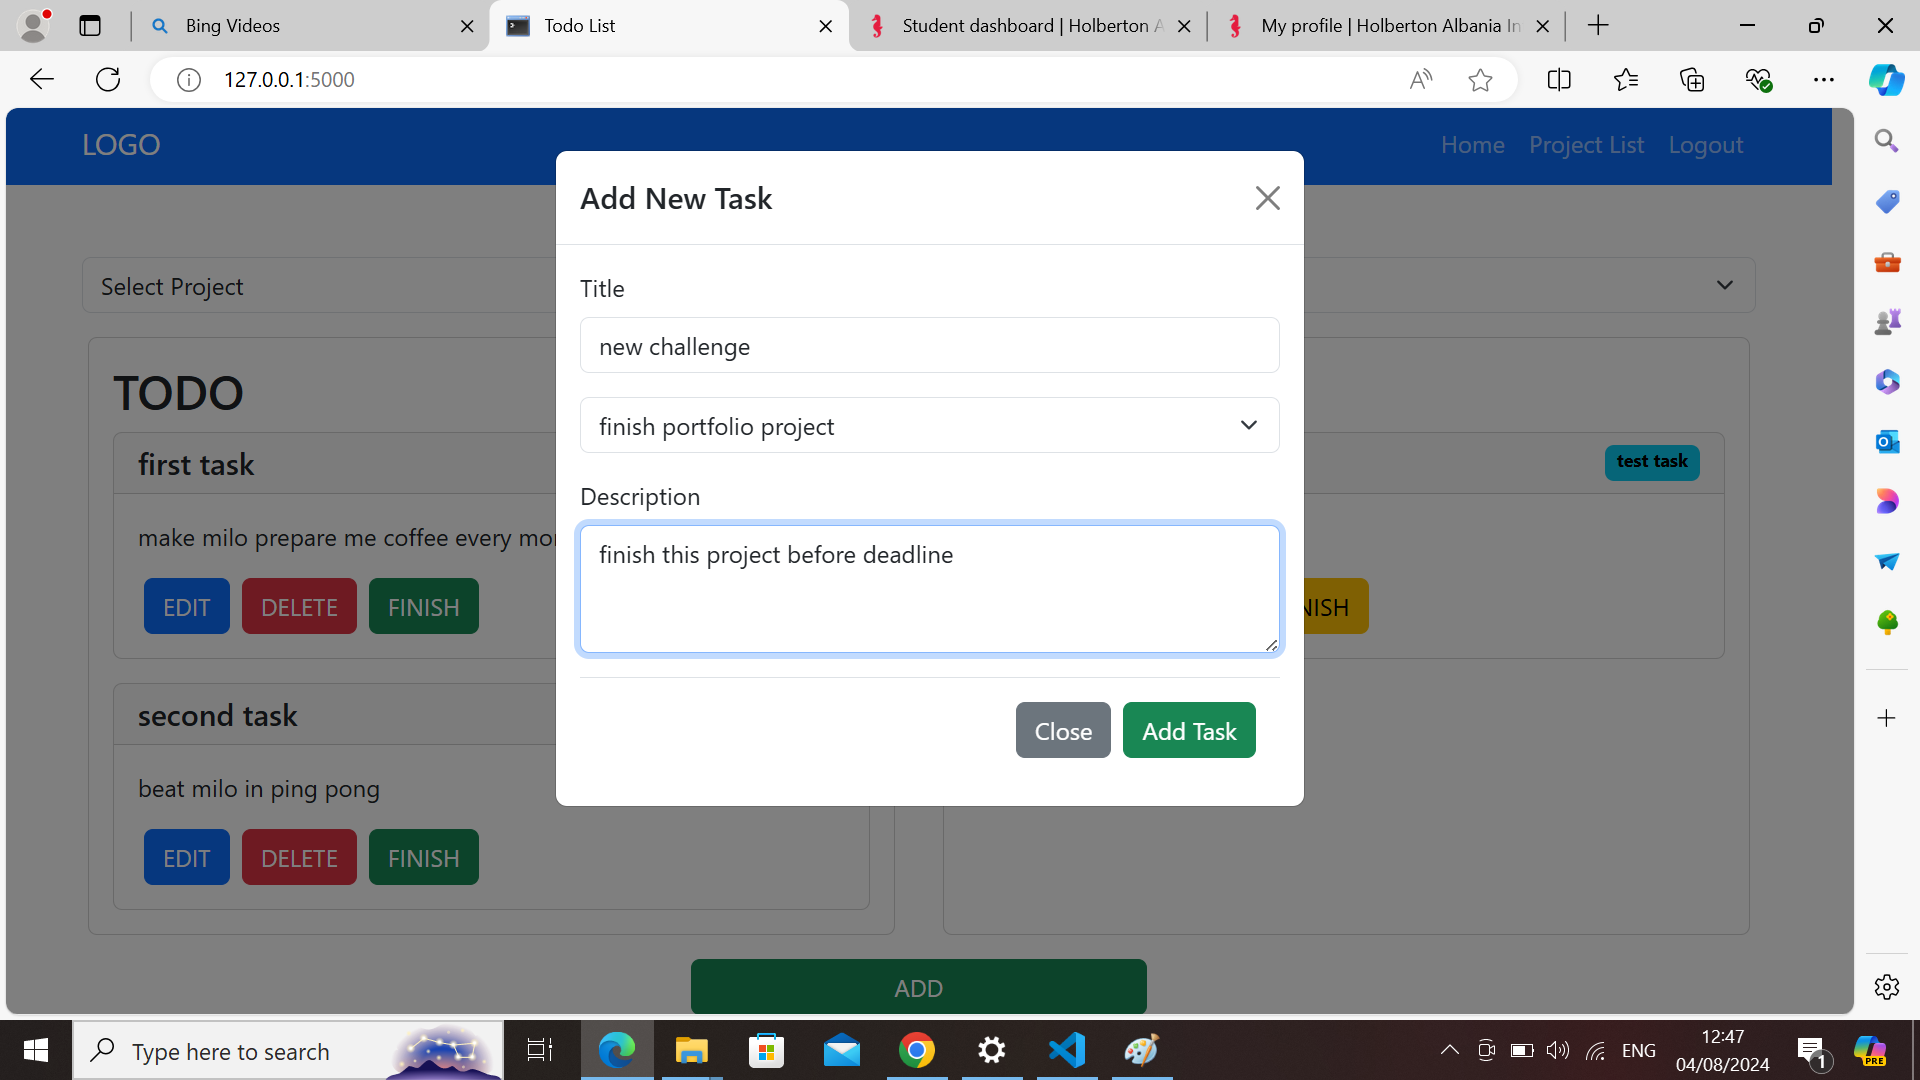 Bing Videos
Todo List
Student dashboard | Holberton A
My profile | Holberton Albania In
127.0.0.1:5000
LOGO
Home Project List Logout
Add New Task
Select Project
Title
new challenge
TODO
finish portfolio project
first task
test task
Description
make milo prepare me coffee every mor
finish this project before deadline
EDIT DELETE FINISH
NISH
second task
Close Add Task
beat milo in ping pong
EDIT DELETE FINISH
ADD
Type here to search
ENG
12:47
04/08/2024
1
PRE